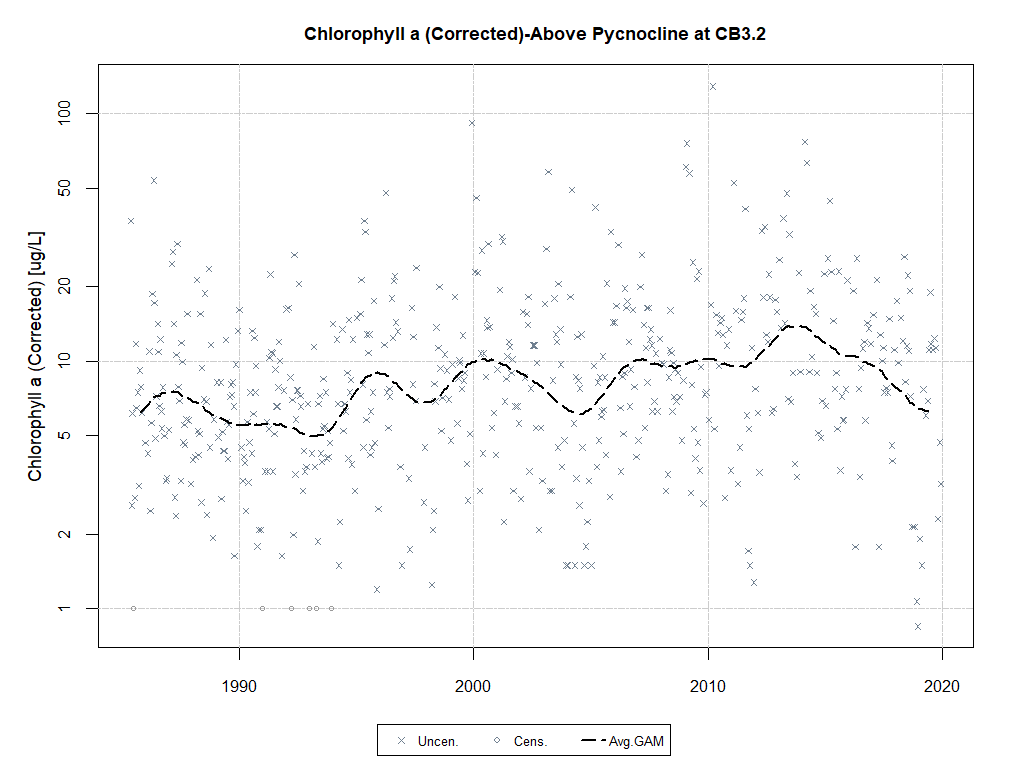 Chlorophyll a (Corrected)-Above Pycnocline at CB3.2
Chlorophyll a (Corrected) [ug/L]
100
50
20
10
5
2
1
1990 2000 2010 2020
Uncen. Cens. Avg.GAM